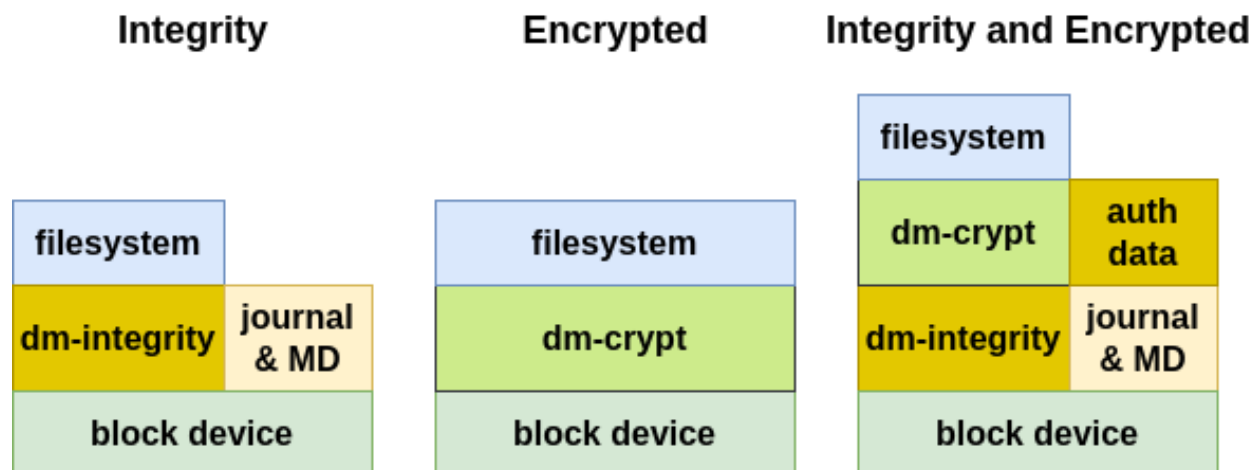 Integrity
filesystem
dm-integrity
journal
& MD
block device
Encrypted
filesystem
dm-crypt
block device
Integrity and Encrypted
filesystem
dm-crypt
auth
data
dm-integrity
journal
& MD
block device